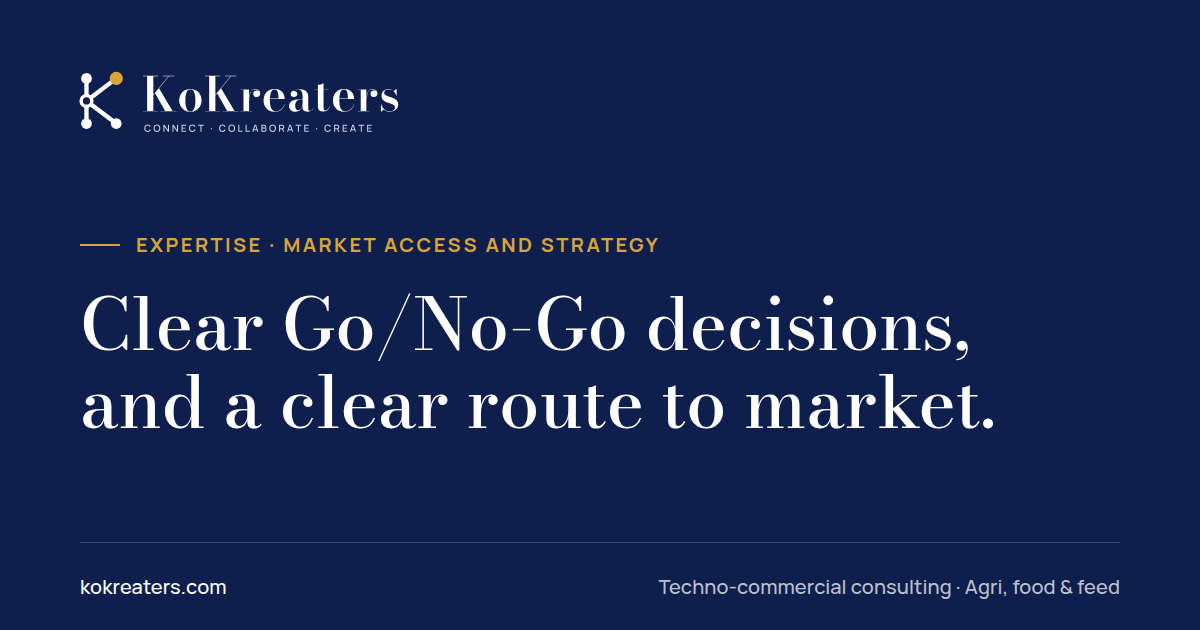 KoKreaters
CONNECT · COLLABORATE · CREATE
EXPERTISE · MARKET ACCESS AND STRATEGY
Clear Go/No-Go decisions,
and a clear route to market.
kokreaters.com
Techno-commercial consulting · Agri, food & feed